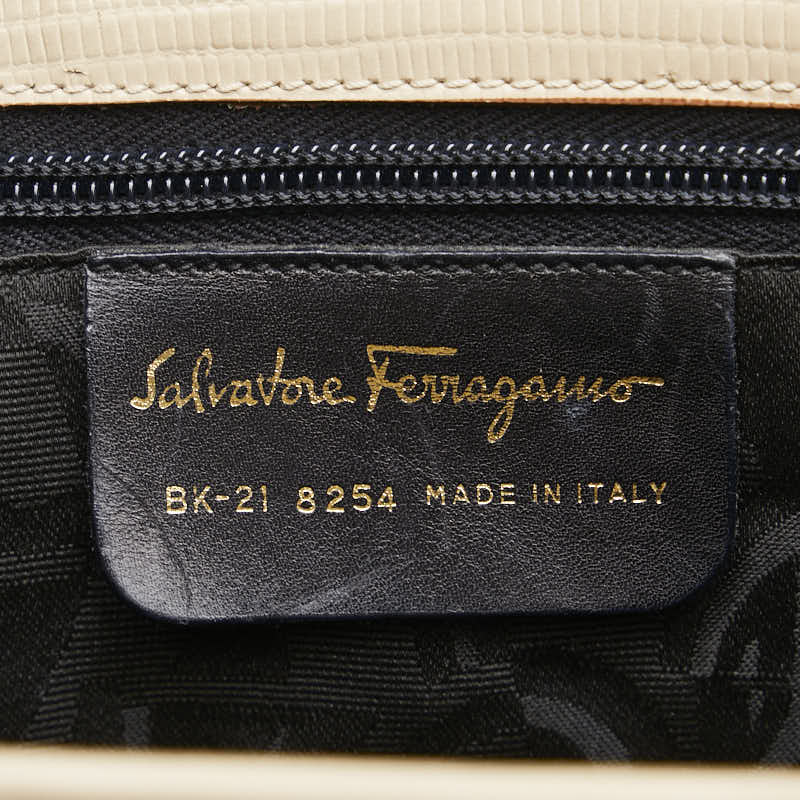 Salvatore Ferragamo
BK-21 8254 MADE IN ITALY